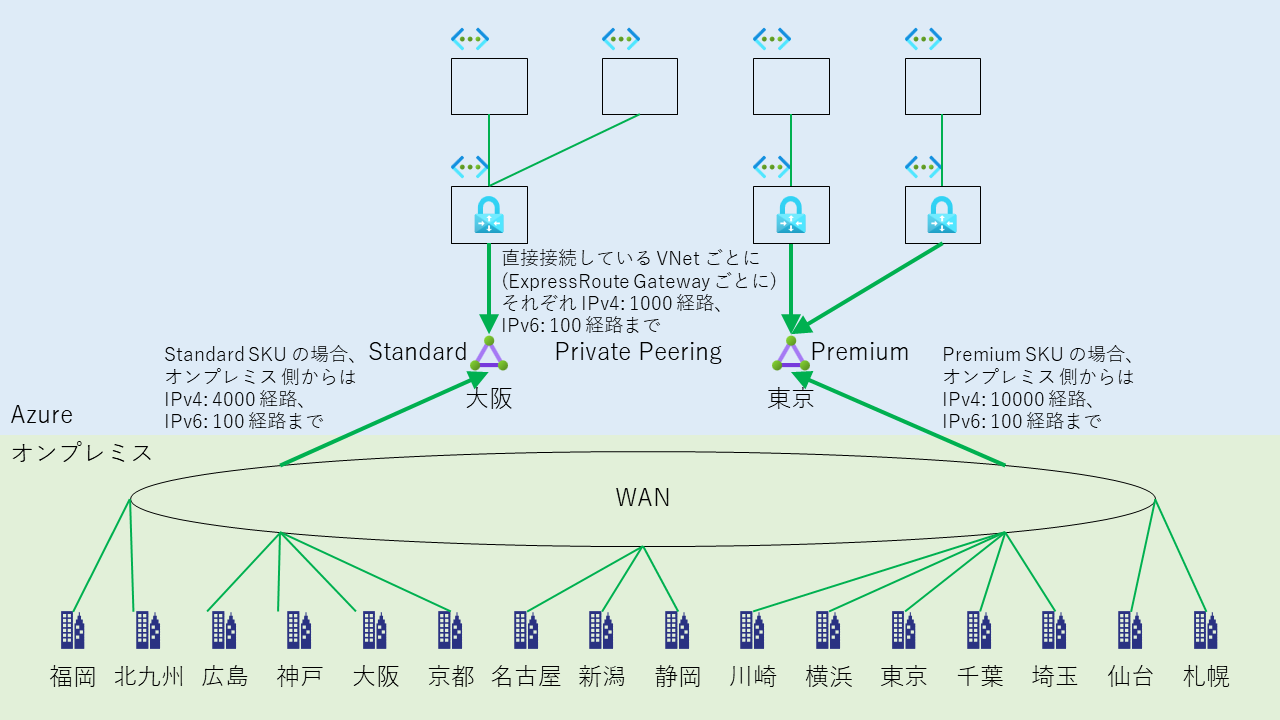 直接接続している VNet ごとに
(ExpressRoute Gateway ごとに)
それぞれ IPv4: 1000 経路、
IPv6: 100 経路まで
Standard SKU の場合、
オンプレミス 側からは
IPv4: 4000 経路、
IPv6: 100 経路まで
Standard
Private Peering
Premium
Premium SKU の場合、
オンプレミス 側からは
IPv4: 10000 経路、
IPv6: 100 経路まで
大阪
東京
Azure
オンプレミス
WAN
福岡
北九州
広島
神戸
大阪
京都
名古屋
新潟
静岡
川崎
横浜
東京
千葉
埼玉
仙台
札幌